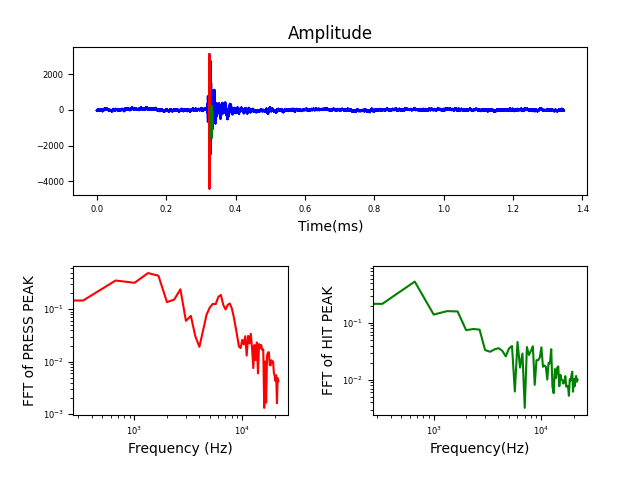 Amplitude
2000
0
−2000
−4000
0.0 0.2 0.4 0.6 0.8 1.0 1.2 1.4
Time(ms)
FFT of PRESS PEAK
10⁻¹
10⁻²
10⁻³
10³ 10⁴
Frequency (Hz)
FFT of HIT PEAK
10⁻¹
10⁻²
10³ 10⁴
Frequency(Hz)